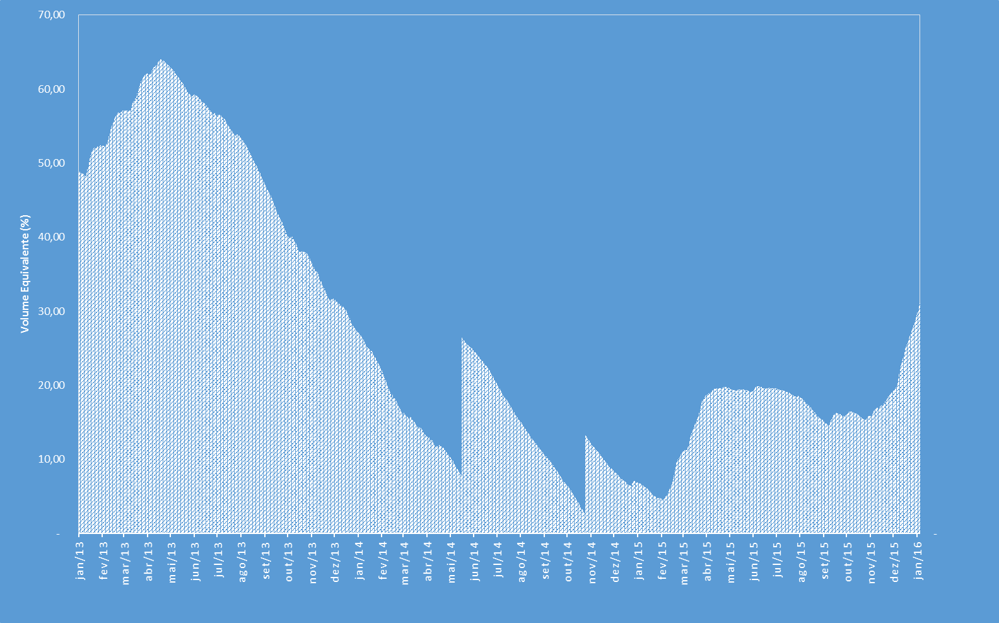 70,00
60,00
50,00
40,00
30,00
20,00
10,00
-
Volume Equivalente (%)
jan/13
fev/13
mar/13
abr/13
mai/13
jun/13
jul/13
ago/13
set/13
out/13
nov/13
dez/13
jan/14
fev/14
mar/14
abr/14
mai/14
jun/14
jul/14
ago/14
set/14
out/14
nov/14
dez/14
jan/15
fev/15
mar/15
abr/15
mai/15
jun/15
jul/15
ago/15
set/15
out/15
nov/15
dez/15
jan/16
-